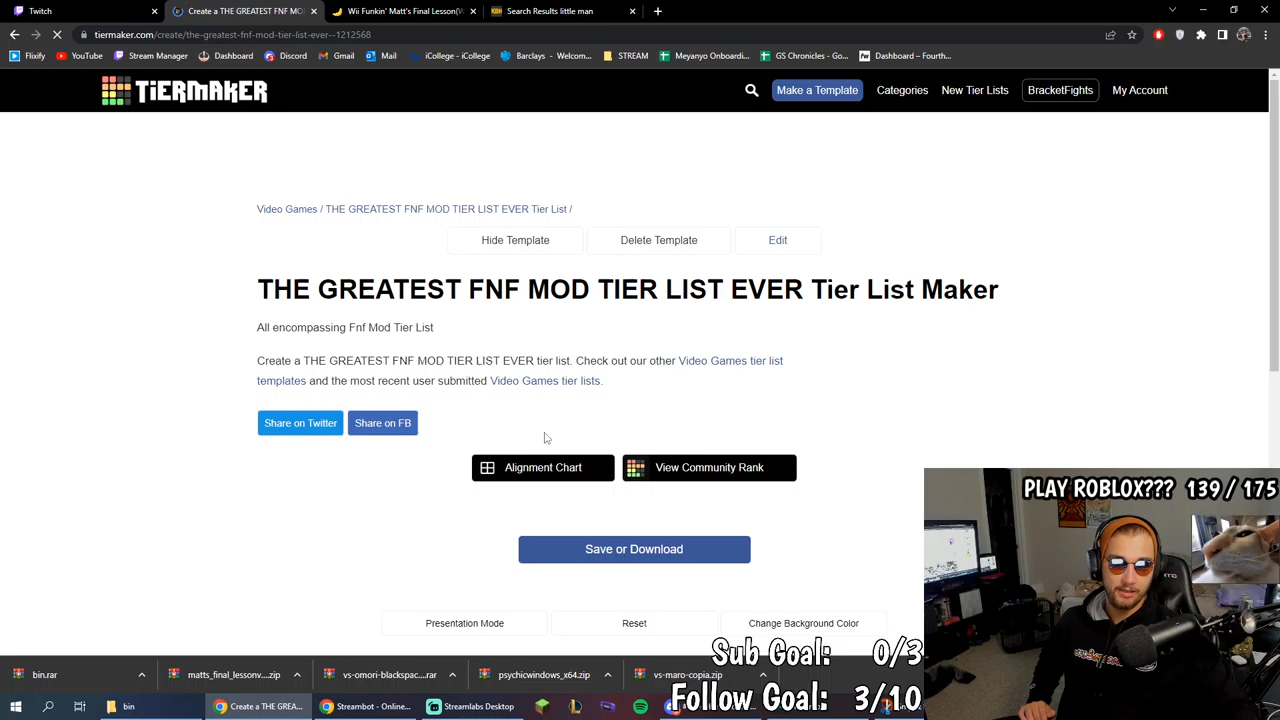 Twitch
Create a THE GREATEST FNF MOD
Wii Funkin' Matt's Final Lesson(W
Search Results little man
tiermaker.com/create/the-greatest-fnf-mod-tier-list-ever--1212568
Flixify
YouTube
Stream Manager
Dashboard
Gmail
Mail
iCollege - iCollege
Barclays - Welcom...
STREAM
Meyanyo Onboardi...
GS Chronicles - Go...
Dashboard – Fourth...
TiERMAKER
Make a Template
Categories
New Tier Lists
BracketFights
My Account
Video Games / THE GREATEST FNF MOD TIER LIST EVER Tier List /
Hide Template
Delete Template
Edit
THE GREATEST FNF MOD TIER LIST EVER Tier List Maker
All encompassing Fnf Mod Tier List
Create a THE GREATEST FNF MOD TIER LIST EVER tier list. Check out our other Video Games tier list
templates and the most recent user submitted Video Games tier lists.
Share on Twitter
Share on FB
Alignment Chart
View Community Rank
PLAY ROBLOX??? 139 / 175
Save or Download
Presentation Mode
Reset
Change Background Color
Sub Goal: 0/3
bin.rar
matts_final_lessonv....zip
vs-omori-blackspac....rar
psychicwindows_x64.zip
vs-maro-copia.zip
Follow Goal: 3/10
bin
Create a THE GREA...
Streambot - Online...
Streamlabs Desktop